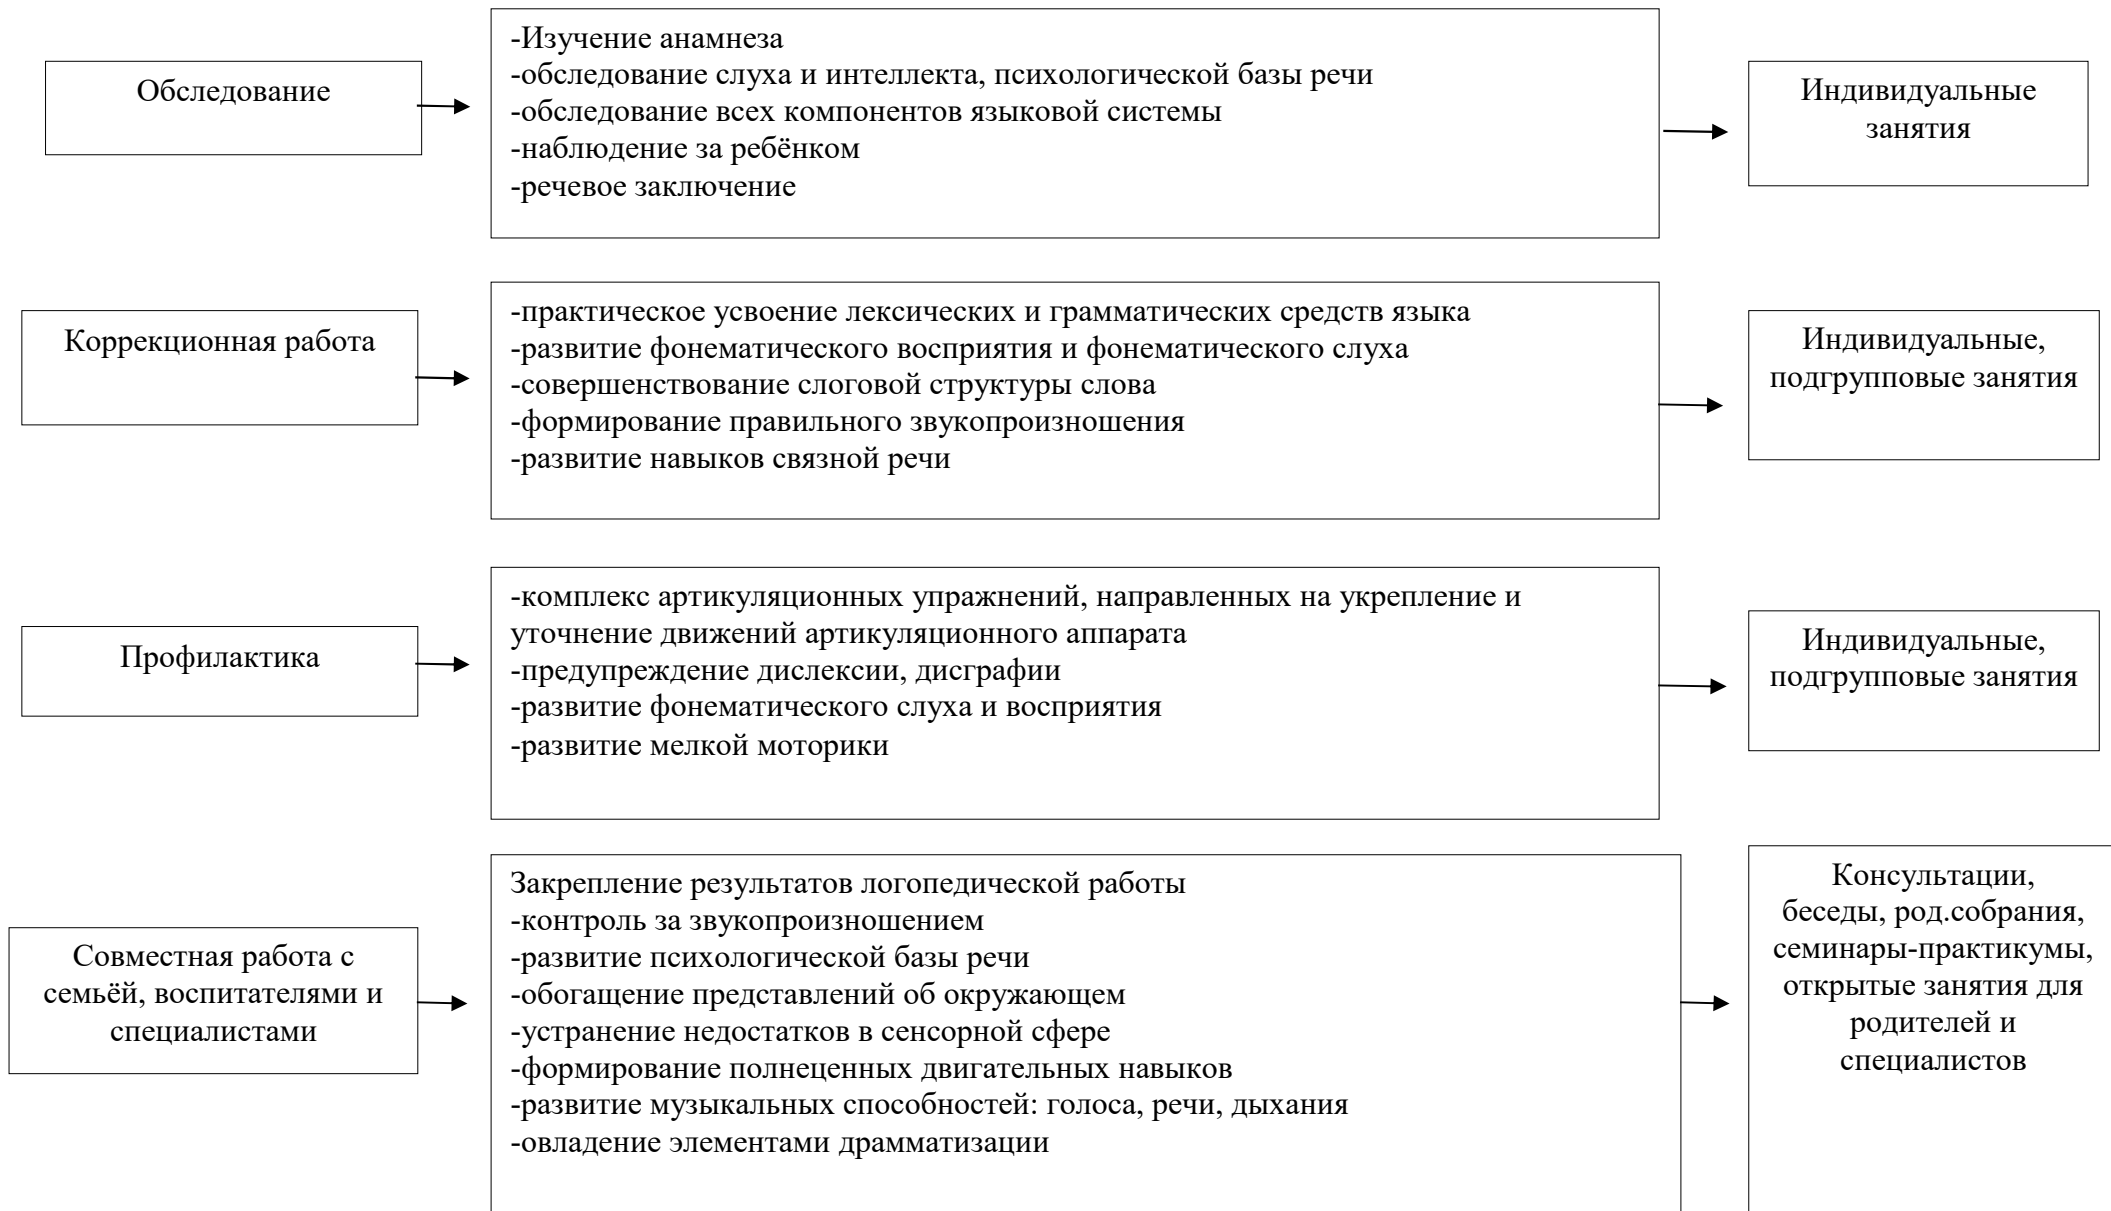 Обследование
-Изучение анамнеза
-обследование слуха и интеллекта, психологической базы речи
-обследование всех компонентов языковой системы
-наблюдение за ребёнком
-речевое заключение
Индивидуальные
занятия
Коррекционная работа
-практическое усвоение лексических и грамматических средств языка
-развитие фонематического восприятия и фонематического слуха
-совершенствование слоговой структуры слова
-формирование правильного звукопроизношения
-развитие навыков связной речи
Индивидуальные,
подгрупповые занятия
Профилактика
-комплекс артикуляционных упражнений, направленных на укрепление и
уточнение движений артикуляционного аппарата
-предупреждение дислексии, дисграфии
-развитие фонематического слуха и восприятия
-развитие мелкой моторики
Индивидуальные,
подгрупповые занятия
Совместная работа с
семьёй, воспитателями и
специалистами
Закрепление результатов логопедической работы
-контроль за звукопроизношением
-развитие психологической базы речи
-обогащение представлений об окружающем
-устранение недостатков в сенсорной сфере
-формирование полнеценных двигательных навыков
-развитие музыкальных способностей: голоса, речи, дыхания
-овладение элементами драмматизации
Консультации,
беседы, род.собрания,
семинары-практикумы,
открытые занятия для
родителей и
специалистов